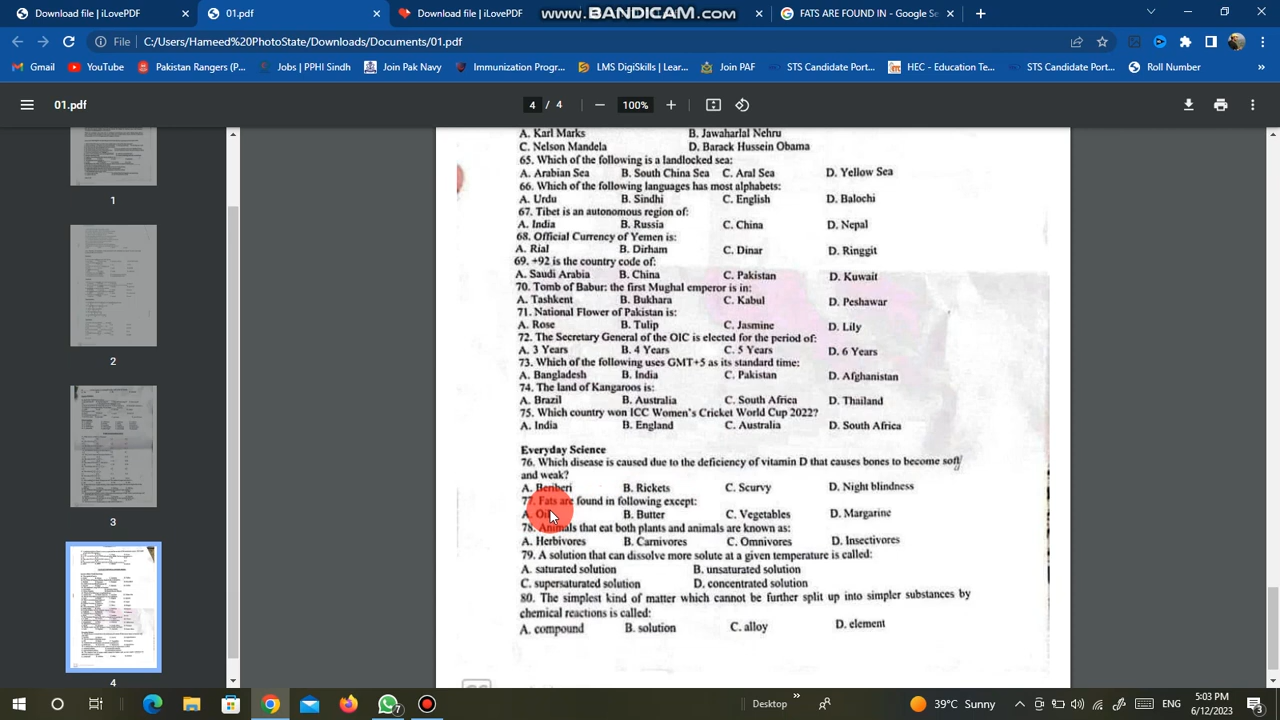 Download file | iLovePDF
01.pdf
Download file | iLovePDF
WWW.BANDICAM.COM
FATS ARE FOUND IN - Google Se
File
C:/Users/Hameed%20PhotoState/Downloads/Documents/01.pdf
Gmail
YouTube
Pakistan Rangers (P...
Jobs | PPHI Sindh
Join Pak Navy
Immunization Progr...
LMS DigiSkills | Lear...
Join PAF
STS Candidate Port...
HEC - Education Te...
STS Candidate Port...
Roll Number
»
01.pdf
4 / 4
100%
1
2
3
4
A. Karl Marks B. Jawaharlal Nehru
C. Nelson Mandela D. Barack Hussein Obama
65. Which of the following is a landlocked sea:
A. Arabian Sea B. South China Sea C. Aral Sea D. Yellow Sea
66. Which of the following languages has most alphabets:
A. Urdu B. Sindhi C. English D. Balochi
67. Tibet is an autonomous region of:
A. India B. Russia C. China D. Nepal
68. Official Currency of Yemen is:
A. Rial B. Dirham C. Dinar D. Ringgit
69. +92 is the country code of:
A. Saudi Arabia B. China C. Pakistan D. Kuwait
70. Tomb of Babur: the first Mughal emperor is in:
A. Tashkent B. Bukhara C. Kabul D. Peshawar
71. National Flower of Pakistan is:
A. Rose B. Tulip C. Jasmine D. Lily
72. The Secretary General of the OIC is elected for the period of:
A. 3 Years B. 4 Years C. 5 Years D. 6 Years
73. Which of the following uses GMT+5 as its standard time:
A. Bangladesh B. India C. Pakistan D. Afghanistan
74. The land of Kangaroos is:
A. Brazil B. Australia C. South Africa D. Thailand
75. Which country won ICC Women's Cricket World Cup 2022?
A. India B. England C. Australia D. South Africa
Everyday Science
76. Which disease is caused due to the deficiency of vitamin D that causes bones to become soft
and weak?
A. Beriberi B. Rickets C. Scurvy D. Night blindness
77. Fats are found in following except:
A. Oil B. Butter C. Vegetables D. Margarine
78. Animals that eat both plants and animals are known as:
A. Herbivores B. Carnivores C. Omnivores D. Insectivores
79. A solution that can dissolve more solute at a given temperature is called:
A. saturated solution B. unsaturated solution
C. supersaturated solution D. concentrated solution
80. The simplest kind of matter which cannot be further split up into simpler substances by
chemical reactions is called:
A. compound B. solution C. alloy D. element
Desktop
»
39°C Sunny
ENG
5:03 PM
6/12/2023